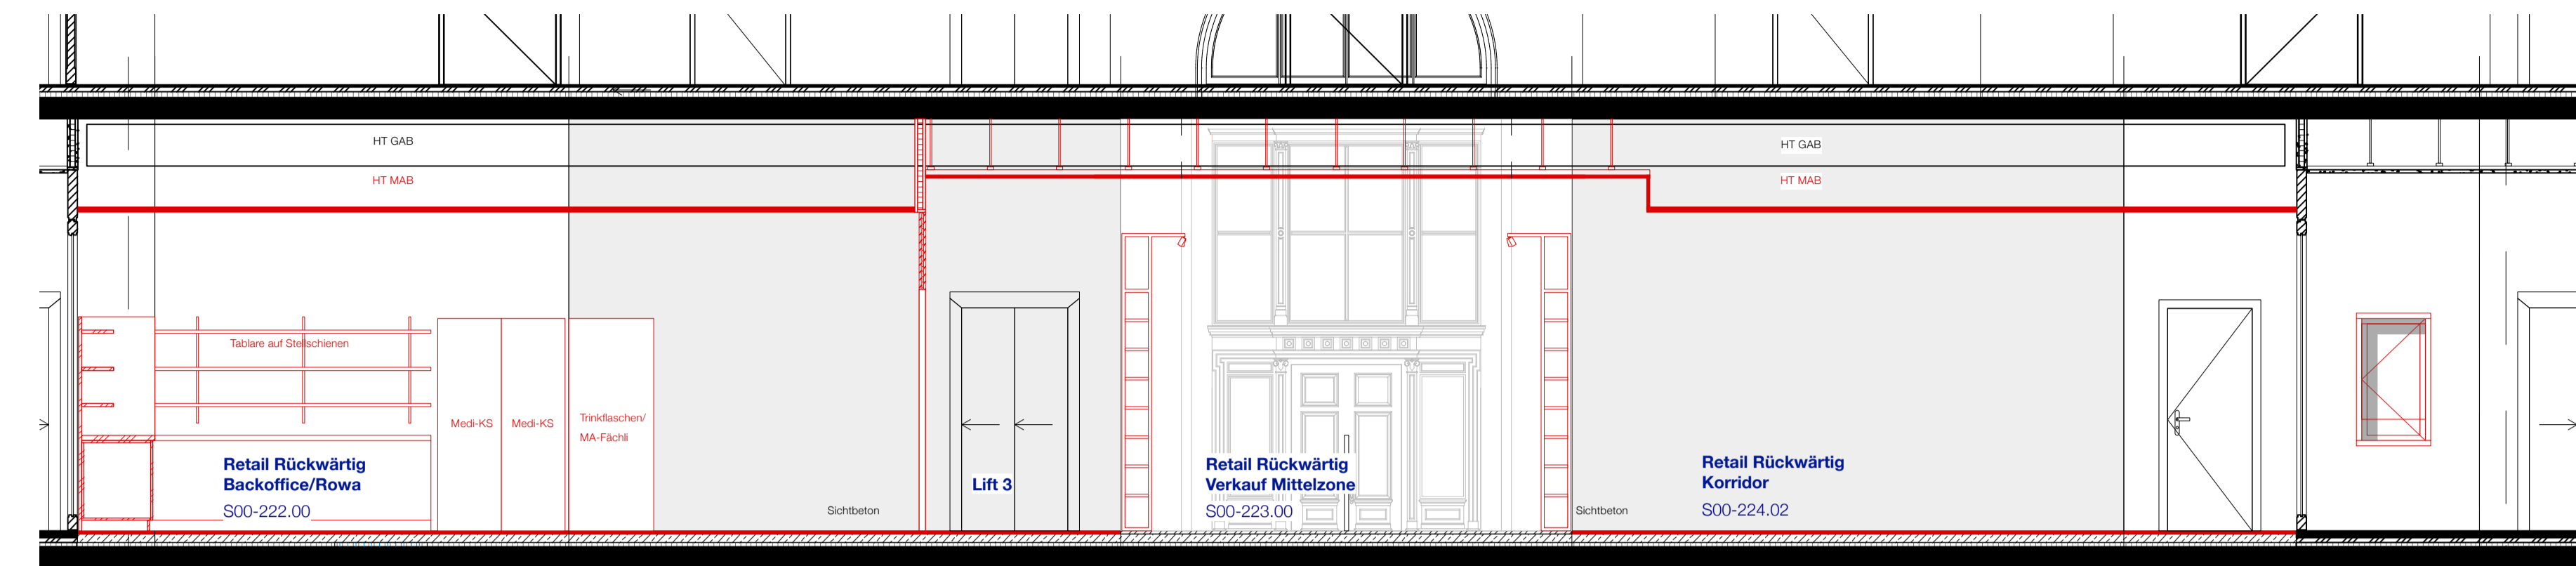 HT GAB
HT MAB
HT GAB
HT MAB
Tablare auf Stellschienen
Medi-KS
Medi-KS
Trinkflaschen/
MA-Fächli
Retail Rückwärtig
Backoffice/Rowa
S00-222.00
Sichtbeton
Lift 3
Retail Rückwärtig
Verkauf Mittelzone
S00-223.00
Sichtbeton
Retail Rückwärtig
Korridor
S00-224.02